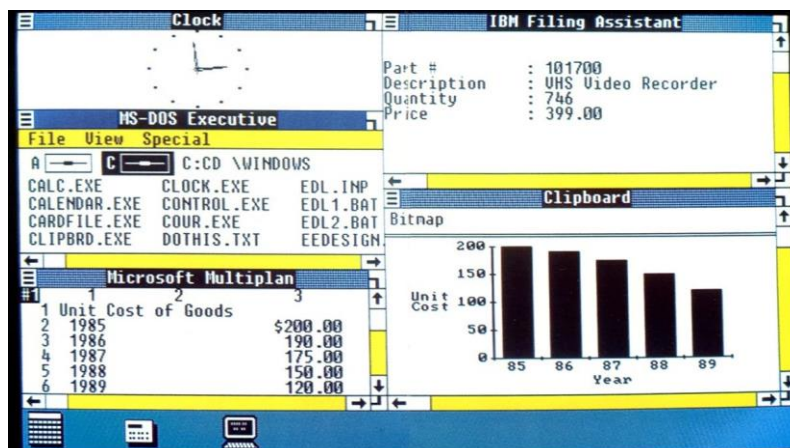 Clock
MS-DOS Executive
File View Special
A C C:CD \WINDOWS
CALC.EXE CLOCK.EXE EDL.INP
CALENDAR.EXE CONTROL.EXE EDL1.BAT
CARDFILE.EXE COUR.EXE EDL2.BAT
CLIPBRD.EXE DOTHIS.TXT EEDESIGN.
Microsoft Multiplan
#1 1 2 3
1 Unit Cost of Goods
2 1985 $200.00
3 1986 190.00
4 1987 175.00
5 1988 150.00
6 1989 120.00
IBM Filing Assistant
Part # : 101700
Description : VHS Video Recorder
Quantity : 746
Price : 399.00
Clipboard
Bitmap
200
150
Unit
Cost
100
50
0
85 86 87 88 89
Year